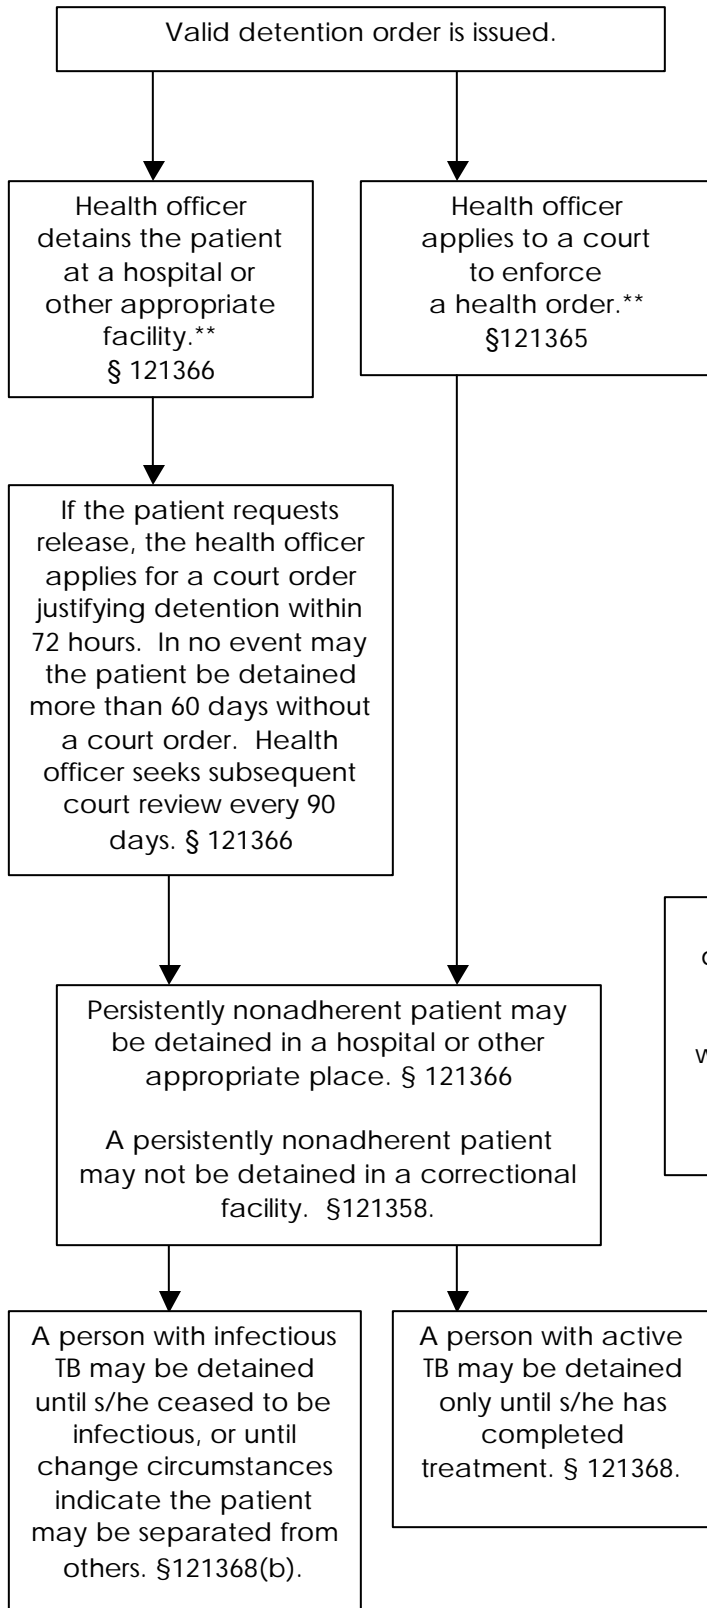 Valid detention order is issued.
Health officer
detains the patient
at a hospital or
other appropriate
facility.**
§ 121366
Health officer
applies to a court
to enforce
a health order.**
§121365
If the patient requests
release, the health officer
applies for a court order
justifying detention within
72 hours.  In no event may
the patient be detained
more than 60 days without
a court order.  Health
officer seeks subsequent
court review every 90
days. § 121366
Persistently nonadherent patient may
be detained in a hospital or other
appropriate place. § 121366
A persistently nonadherent patient
may not be detained in a correctional
facility.  §121358.
A person with infectious
TB may be detained
until s/he ceased to be
infectious, or until
change circumstances
indicate the patient
may be separated from
others. §121368(b).
A person with active
TB may be detained
only until s/he has
completed
treatment. § 121368.